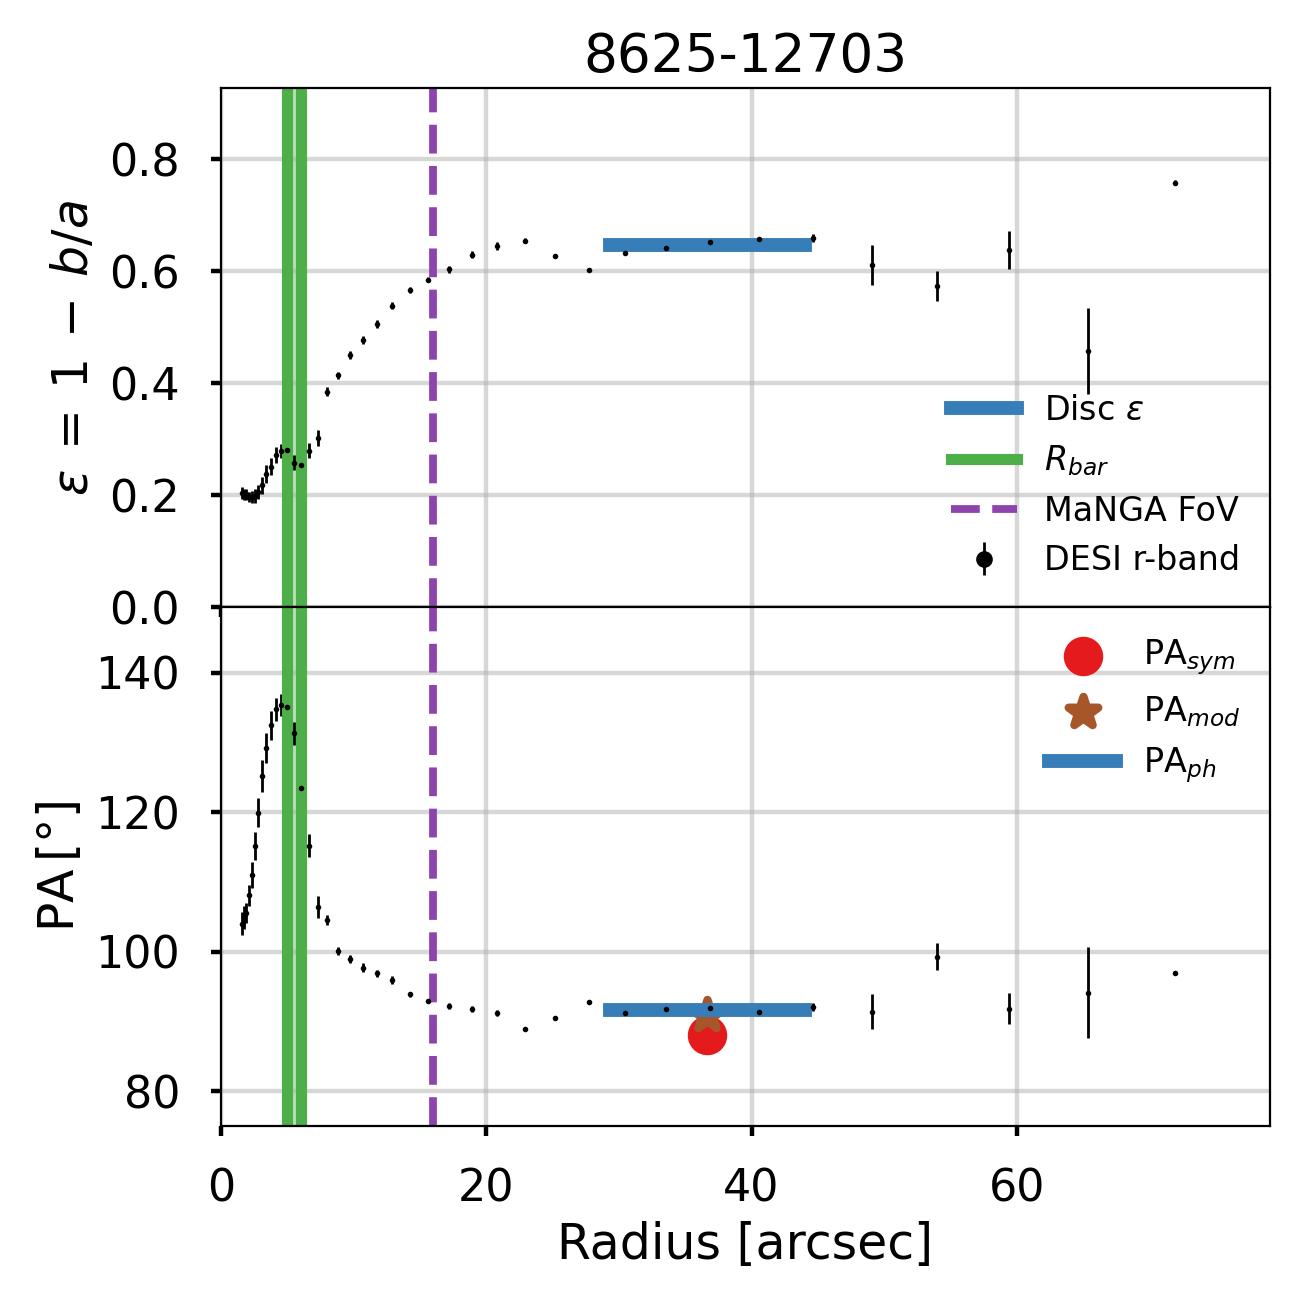 8625-12703
ε = 1 − b/a
0.8
0.6
0.4
0.2
0.0
Disc ε
R_bar
MaNGA FoV
DESI r-band
PA [°]
140
120
100
80
PA_sym
PA_mod
PA_ph
0 20 40 60
Radius [arcsec]